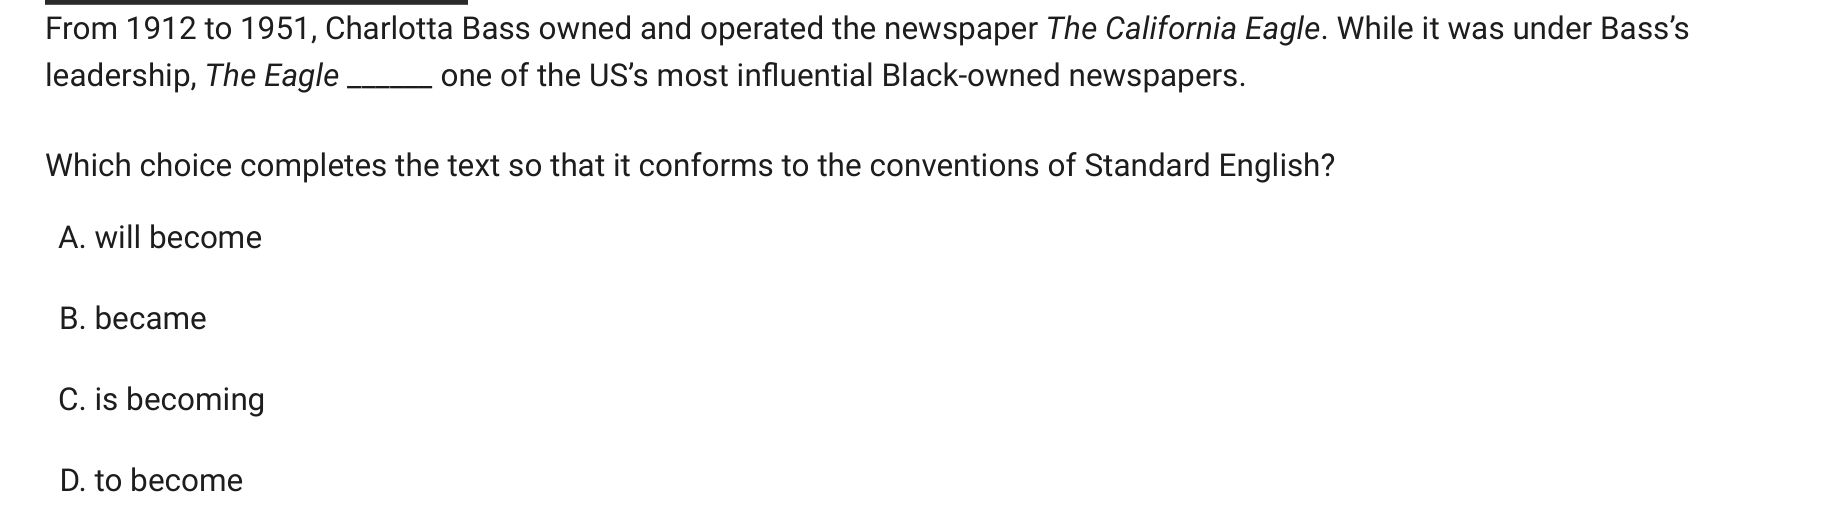 From 1912 to 1951, Charlotta Bass owned and operated the newspaper The California Eagle. While it was under Bass’s
leadership, The Eagle ______ one of the US’s most influential Black-owned newspapers.
Which choice completes the text so that it conforms to the conventions of Standard English?
A. will become
B. became
C. is becoming
D. to become